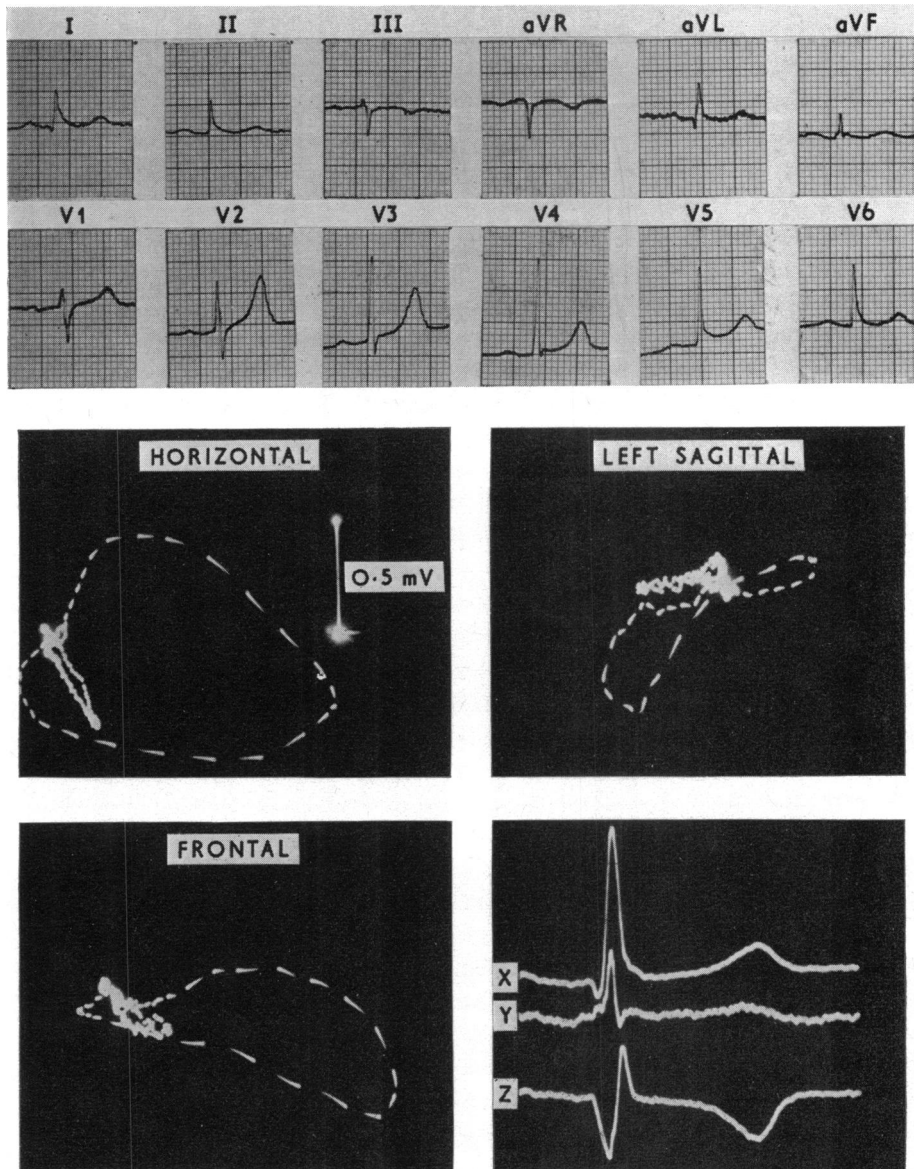 I II III aVR aVL aVF
V1 V2 V3 V4 V5 V6
HORIZONTAL
0·5 mV
LEFT SAGITTAL
FRONTAL
X
Y
Z